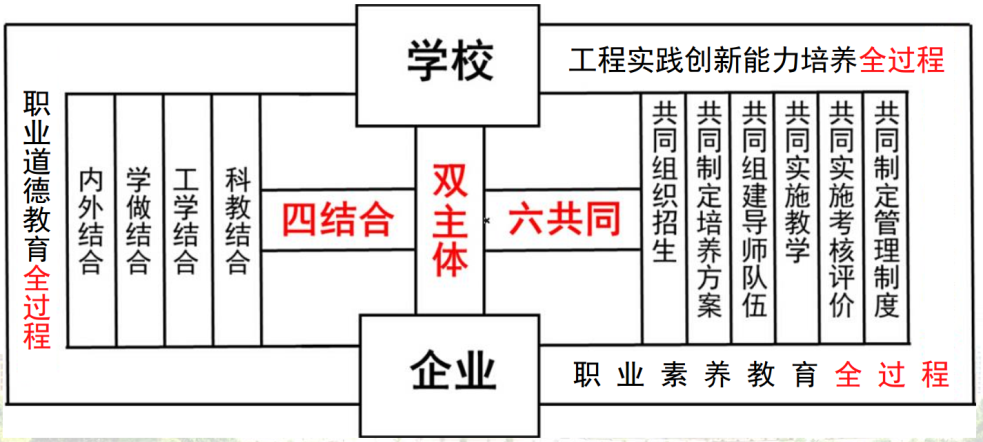 学校
工程实践创新能力培养全过程
职业道德教育全过程
内外结合
学做结合
工学结合
科教结合
四结合
双主体
六共同
共同组织招生
共同制定培养方案
共同组建导师队伍
共同实施教学
共同实施考核评价
共同制定管理制度
企业
职业素养教育全过程